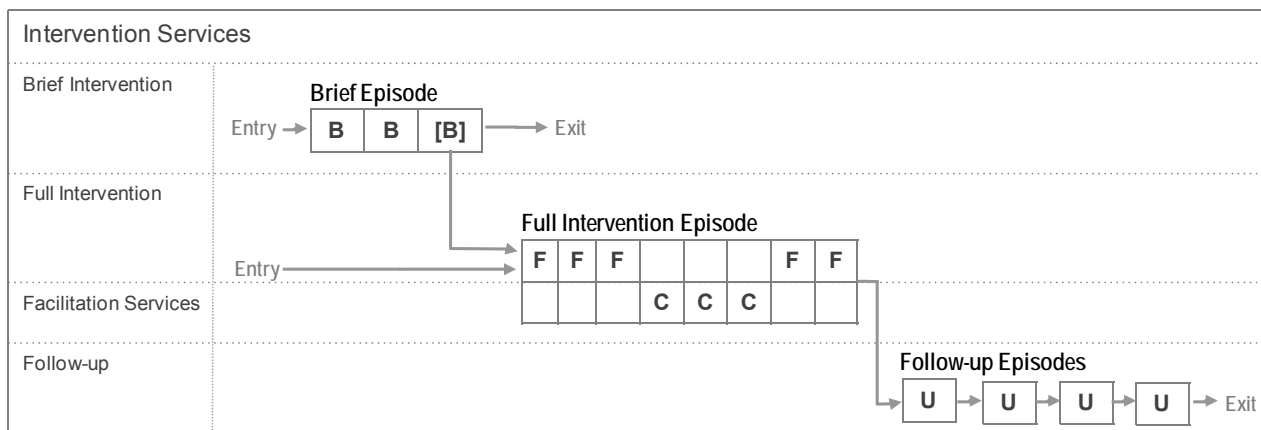 Intervention Services
Brief Intervention
Brief Episode
Entry B B [B] Exit
Full Intervention
Full Intervention Episode
Entry F F F F F
Facilitation Services C C C
Follow-up
Follow-up Episodes
U U U U Exit